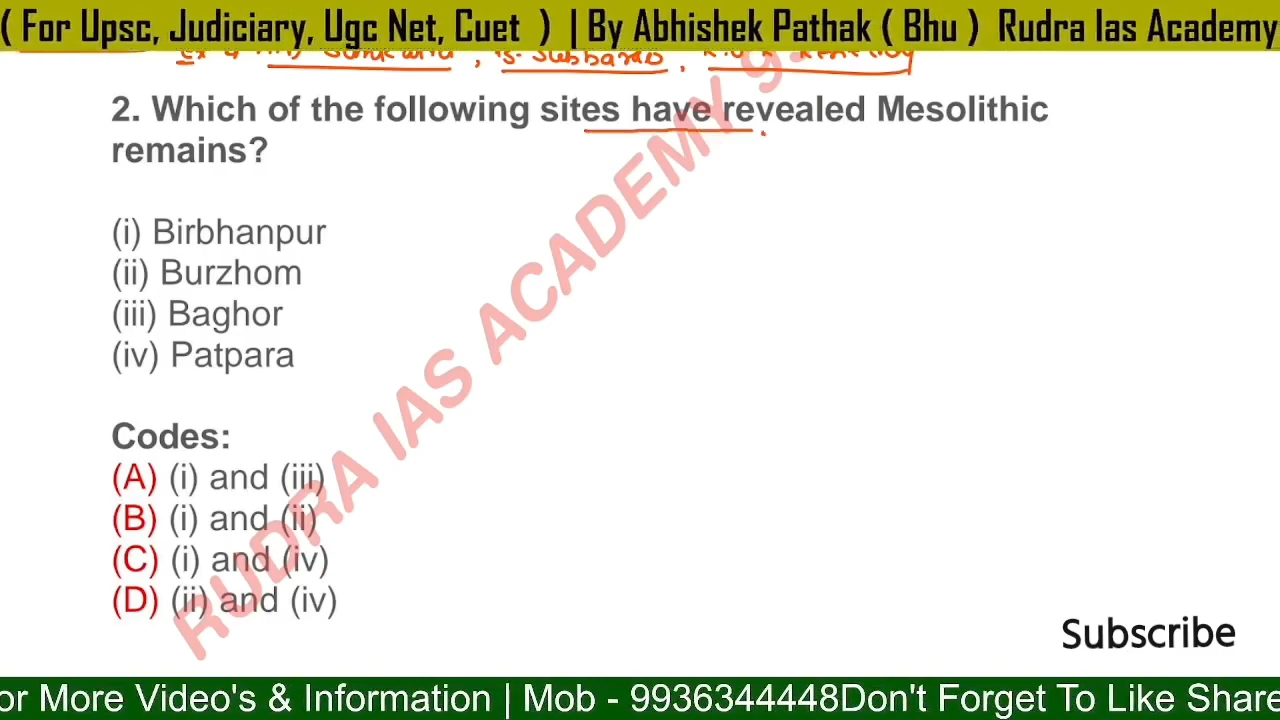 ( For Upsc, Judiciary, Ugc Net, Cuet ) | By Abhishek Pathak ( Bhu ) Rudra Ias Academy
2. Which of the following sites have revealed Mesolithic
remains?
(i) Birbhanpur
(ii) Burzhom
(iii) Baghor
(iv) Patpara
Codes:
(A) (i) and (iii)
(B) (i) and (ii)
(C) (i) and (iv)
(D) (ii) and (iv)
RUDRA IAS ACADEMY 9
Subscribe
or More Video's & Information | Mob - 9936344448Don't Forget To Like Share